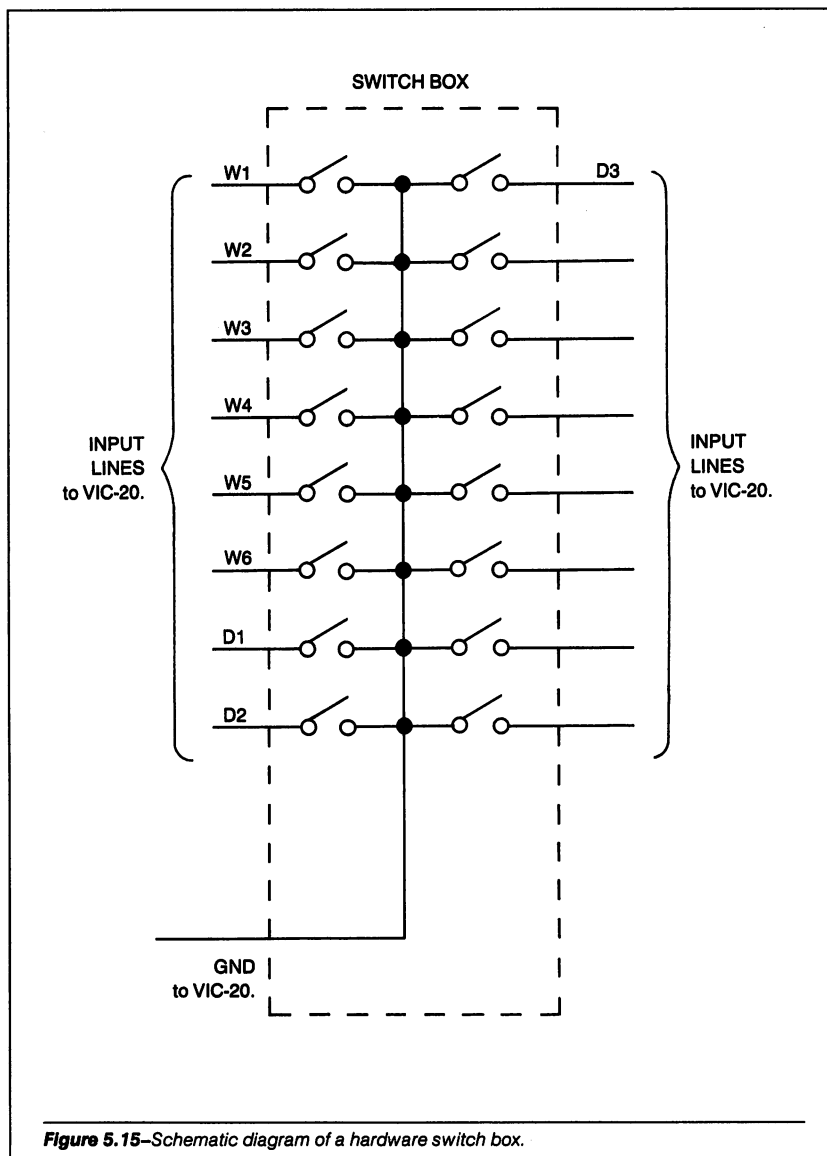 SWITCH BOX
W1
D3
W2
W3
W4
INPUT
LINES
to VIC-20.
INPUT
LINES
to VIC-20.
W5
W6
D1
D2
GND
to VIC-20.
Figure 5.15–Schematic diagram of a hardware switch box.